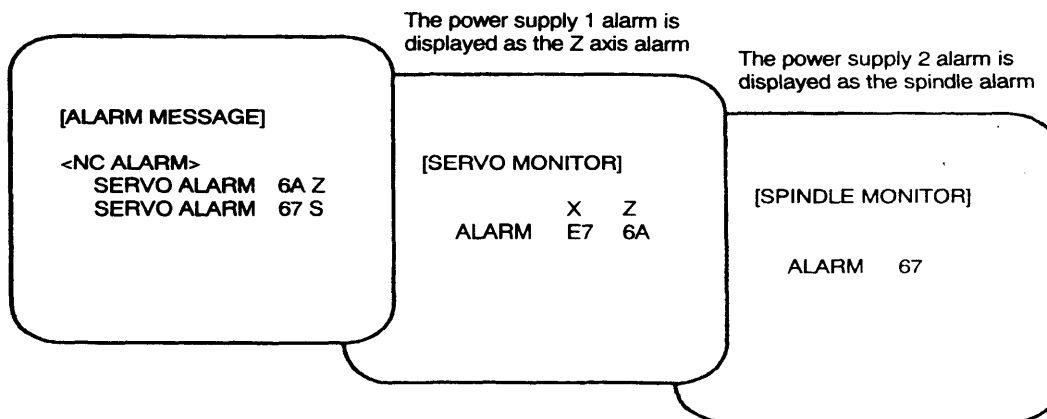 The power supply 1 alarm is
displayed as the Z axis alarm
The power supply 2 alarm is
displayed as the spindle alarm
[ALARM MESSAGE]
<NC ALARM>
SERVO ALARM 6A Z
SERVO ALARM 67 S
[SERVO MONITOR]
X Z
ALARM E7 6A
[SPINDLE MONITOR]
ALARM 67